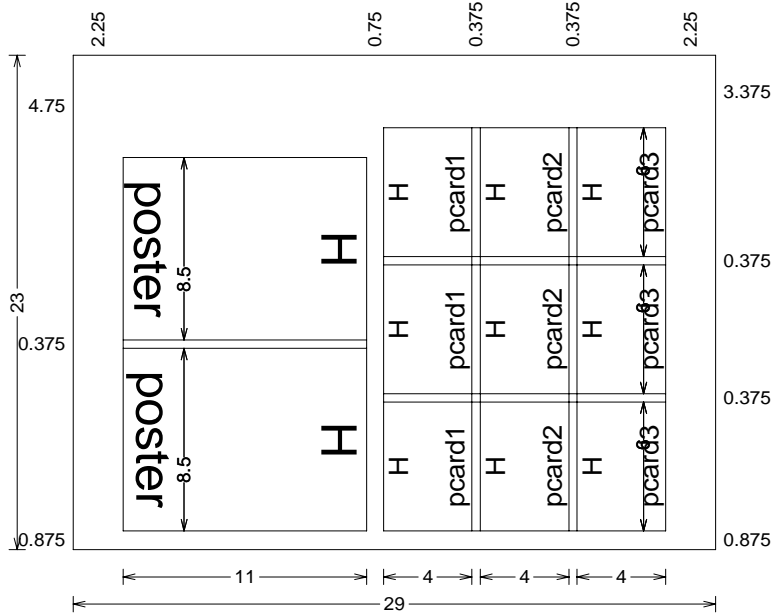 2.25 0.75 0.375 0.375 2.25
4.75 3.375
poster 8.5 H
H pcard1 H pcard2 H pcard3
0.375
23
0.375
H pcard1 H pcard2 H pcard3
0.375
poster 8.5 H
H pcard1 H pcard2 H pcard3
0.875 0.875
11 4 4 4
29